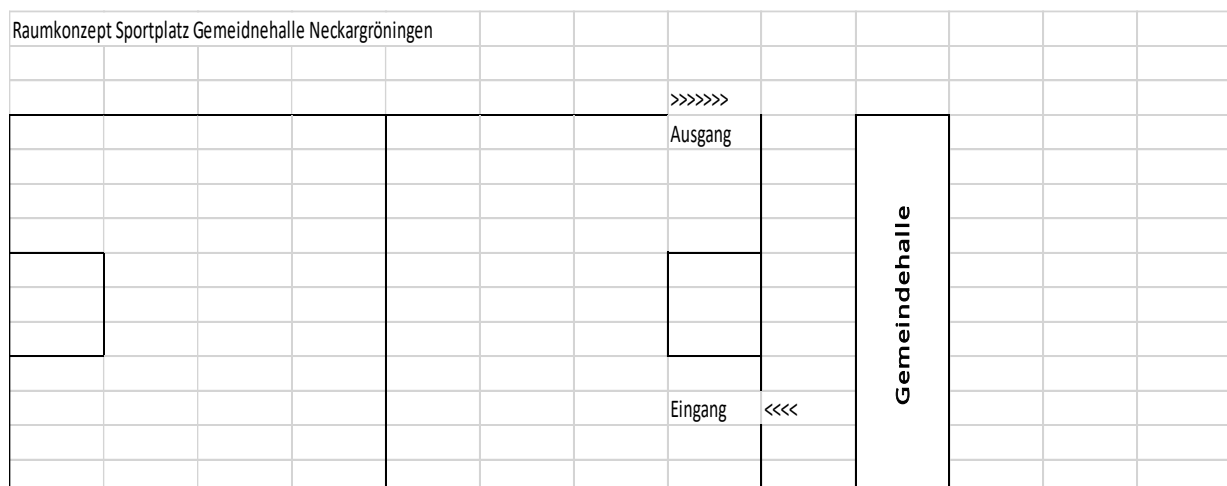 Raumkonzept Sportplatz Gemeidnehalle Neckargröningen
>>>>>>>
Ausgang
Gemeindehalle
Eingang <<<<